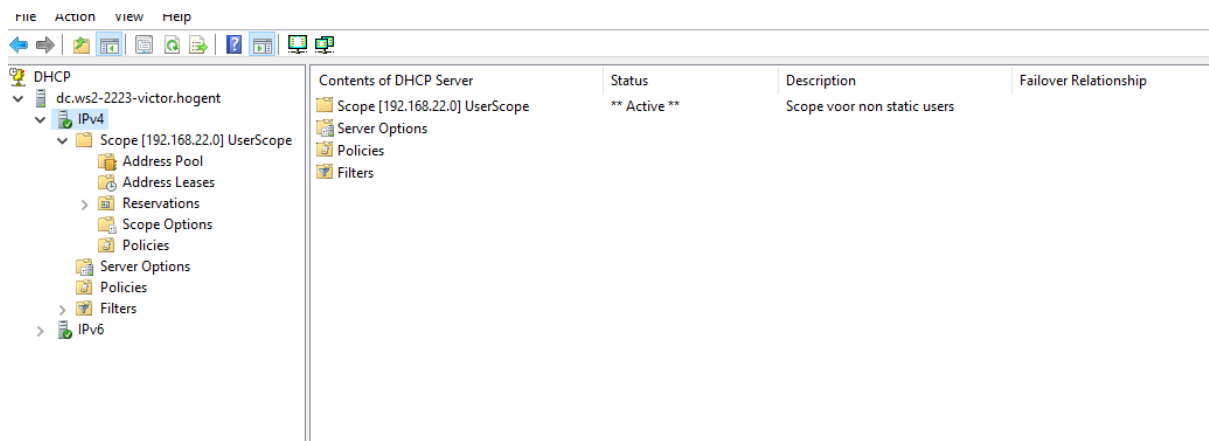 File Action View Help
DHCP
dc.ws2-2223-victor.hogent
IPv4
Scope [192.168.22.0] UserScope
Address Pool
Address Leases
Reservations
Scope Options
Policies
Server Options
Policies
Filters
IPv6
Contents of DHCP Server Status Description Failover Relationship
Scope [192.168.22.0] UserScope ** Active ** Scope voor non static users
Server Options
Policies
Filters